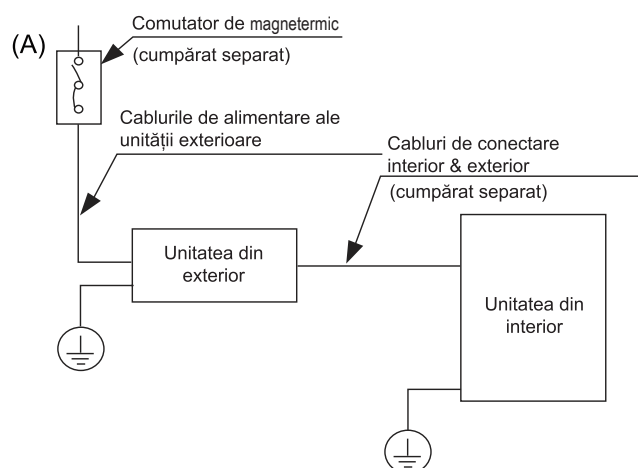 (A)
Comutator de magnetermic
(cumpărat separat)
Cablurile de alimentare ale
unității exterioare
Cabluri de conectare
interior & exterior
(cumpărat separat)
Unitatea din
exterior
Unitatea din
interior